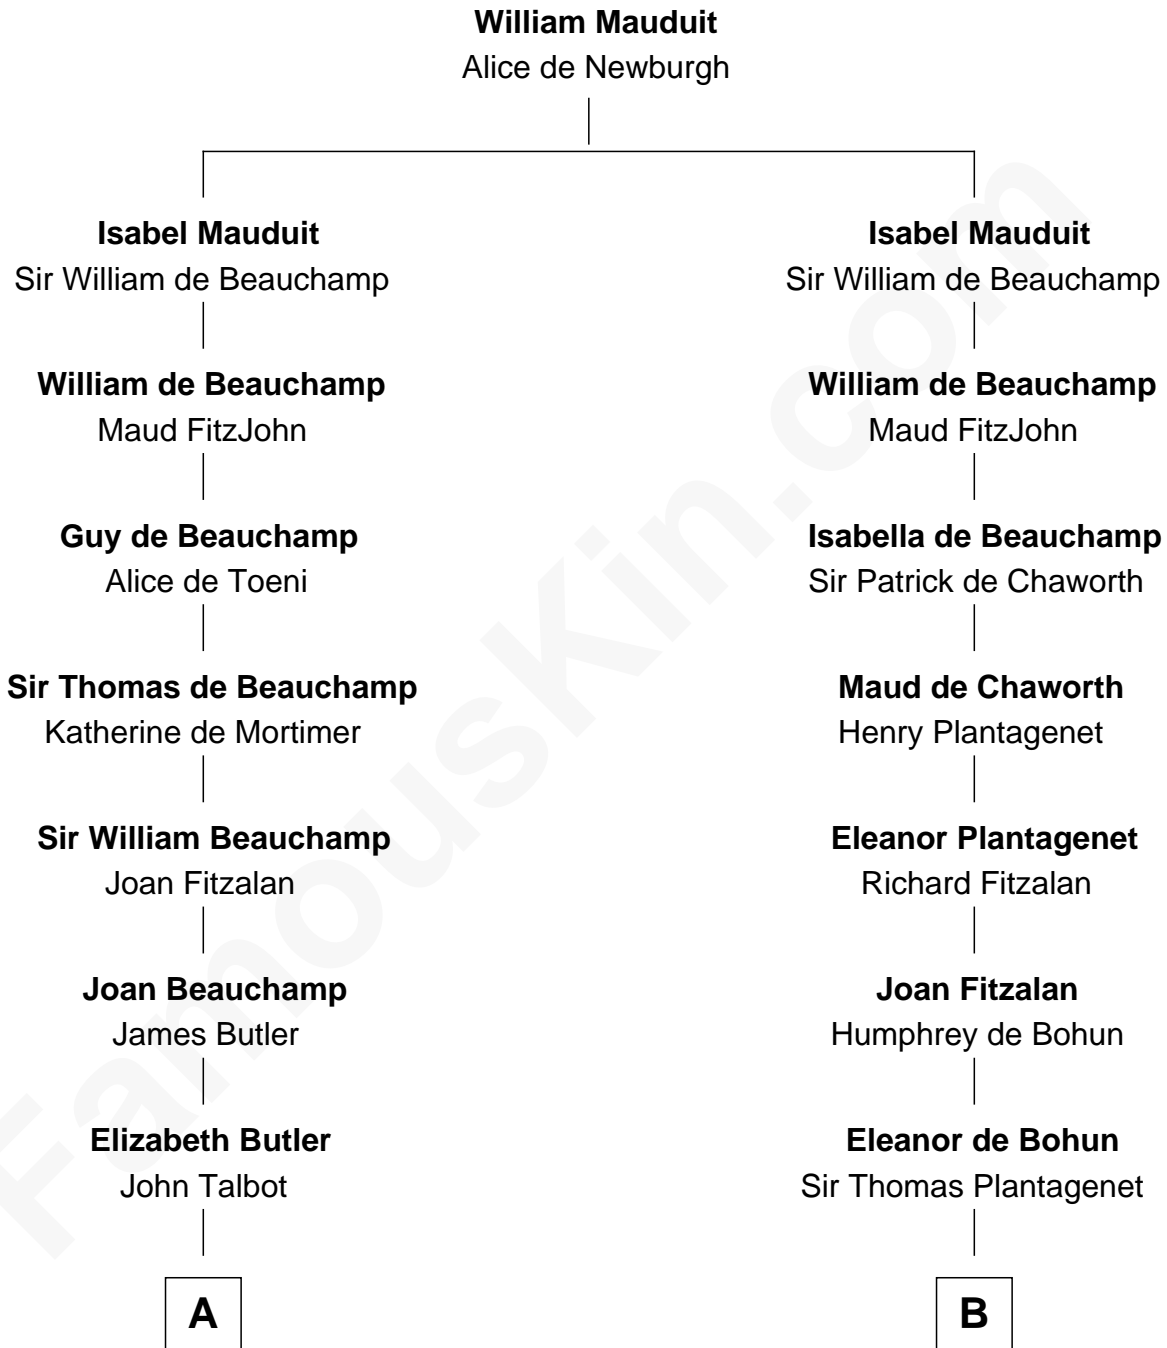 William Mauduit
Alice de Newburgh
Isabel Mauduit
Sir William de Beauchamp
William de Beauchamp
Maud FitzJohn
Guy de Beauchamp
Alice de Toeni
Sir Thomas de Beauchamp
Katherine de Mortimer
Sir William Beauchamp
Joan Fitzalan
Joan Beauchamp
James Butler
Elizabeth Butler
John Talbot
A
Isabel Mauduit
Sir William de Beauchamp
William de Beauchamp
Maud FitzJohn
Isabella de Beauchamp
Sir Patrick de Chaworth
Maud de Chaworth
Henry Plantagenet
Eleanor Plantagenet
Richard Fitzalan
Joan Fitzalan
Humphrey de Bohun
Eleanor de Bohun
Sir Thomas Plantagenet
B
FamousKin.com